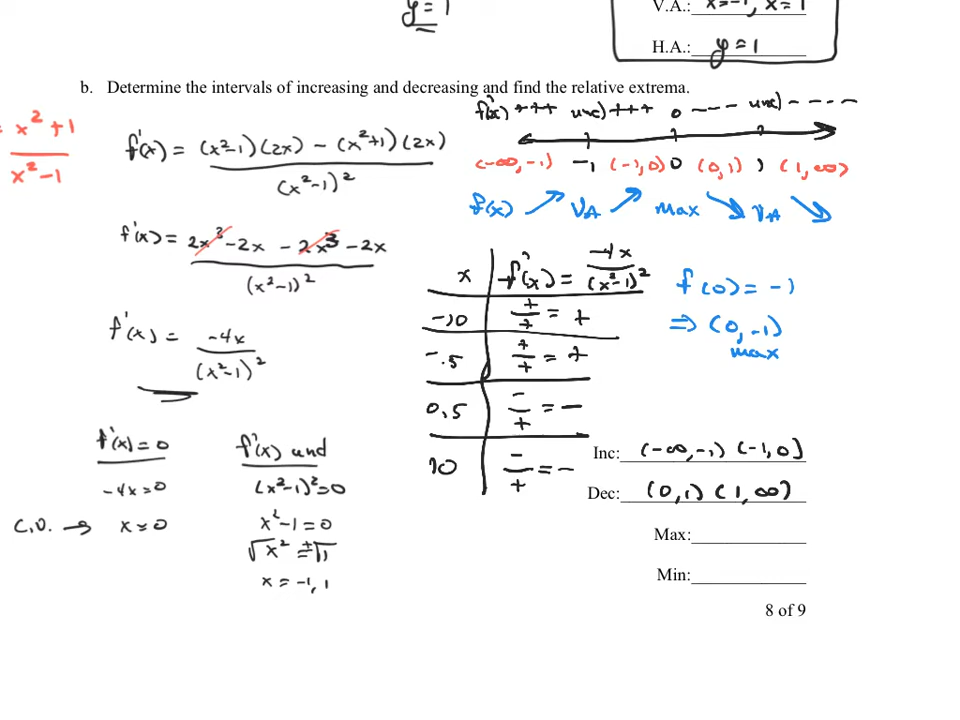 y = 1
V.A.: x=-1, x=1
H.A.: y = 1
b. Determine the intervals of increasing and decreasing and find the relative extrema.
= x²+1 / x²-1
f'(x) = (x²-1)(2x) - (x²+1)(2x) / (x²-1)²
f'(x) = 2x³ -2x - 2x³ -2x / (x²-1)²
f'(x) = -4x / (x²-1)²
f'(x) = 0
-4x=0
C.V. → x=0
f'(x) und
(x²-1)²=0
x²-1=0
√x² = ±√1
x = -1, 1
f'(x) +++ und +++ 0 --- und ----
(-∞,-1) -1 (-1,0) 0 (0,1) 1 (1,∞)
f(x) ↗ VA ↗ max ↘ VA ↘
x | f'(x) = -4x / (x²-1)²
-10 | +/+ = +
-.5 | +/+ = +
0.5 | -/+ = -
10 | -/+ = -
f(0) = -1
⇒ (0,-1)
max
Inc: (-∞,-1) (-1,0]
Dec: (0,1) (1,∞)
Max:
Min:
8 of 9